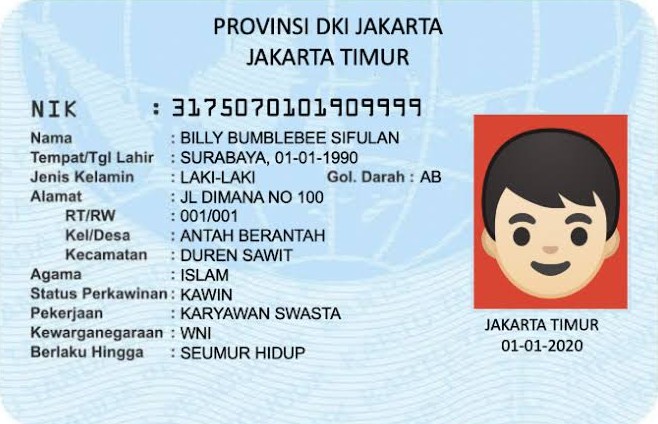 PROVINSI DKI JAKARTA
JAKARTA TIMUR
NIK : 3175070101909999
Nama : BILLY BUMBLEBEE SIFULAN
Tempat/Tgl Lahir : SURABAYA, 01-01-1990
Jenis Kelamin : LAKI-LAKI Gol. Darah : AB
Alamat : JL DIMANA NO 100
RT/RW : 001/001
Kel/Desa : ANTAH BERANTAH
Kecamatan : DUREN SAWIT
Agama : ISLAM
Status Perkawinan : KAWIN
Pekerjaan : KARYAWAN SWASTA
Kewarganegaraan : WNI
Berlaku Hingga : SEUMUR HIDUP
JAKARTA TIMUR
01-01-2020